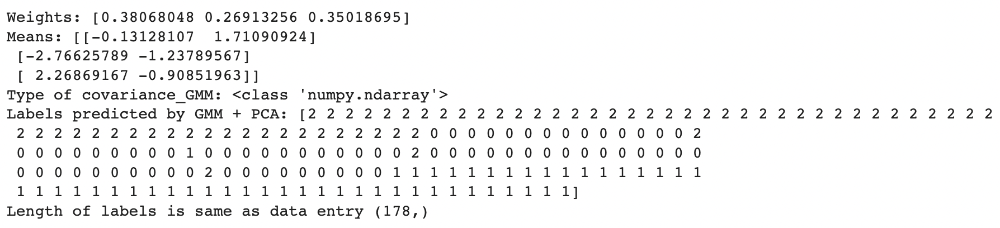 Weights: [0.38068048 0.26913256 0.35018695]
Means: [[-0.13128107  1.71090924]
 [-2.76625789 -1.23789567]
 [ 2.26869167 -0.90851963]]
Type of covariance_GMM: <class 'numpy.ndarray'>
Labels predicted by GMM + PCA: [2 2 2 2 2 2 2 2 2 2 2 2 2 2 2 2 2 2 2 2 2 2 2 2 2 2 2 2 2 2 2 2 2 2 2 2 2
 2 2 2 2 2 2 2 2 2 2 2 2 2 2 2 2 2 2 2 2 2 2 0 0 0 0 0 0 0 0 0 0 0 0 0 0 2
 0 0 0 0 0 0 0 0 0 1 0 0 0 0 0 0 0 0 0 0 0 2 0 0 0 0 0 0 0 0 0 0 0 0 0 0 0
 0 0 0 0 0 0 0 0 0 0 2 0 0 0 0 0 0 0 0 0 1 1 1 1 1 1 1 1 1 1 1 1 1 1 1 1 1
 1 1 1 1 1 1 1 1 1 1 1 1 1 1 1 1 1 1 1 1 1 1 1 1 1 1 1 1 1 1]
Length of labels is same as data entry (178,)